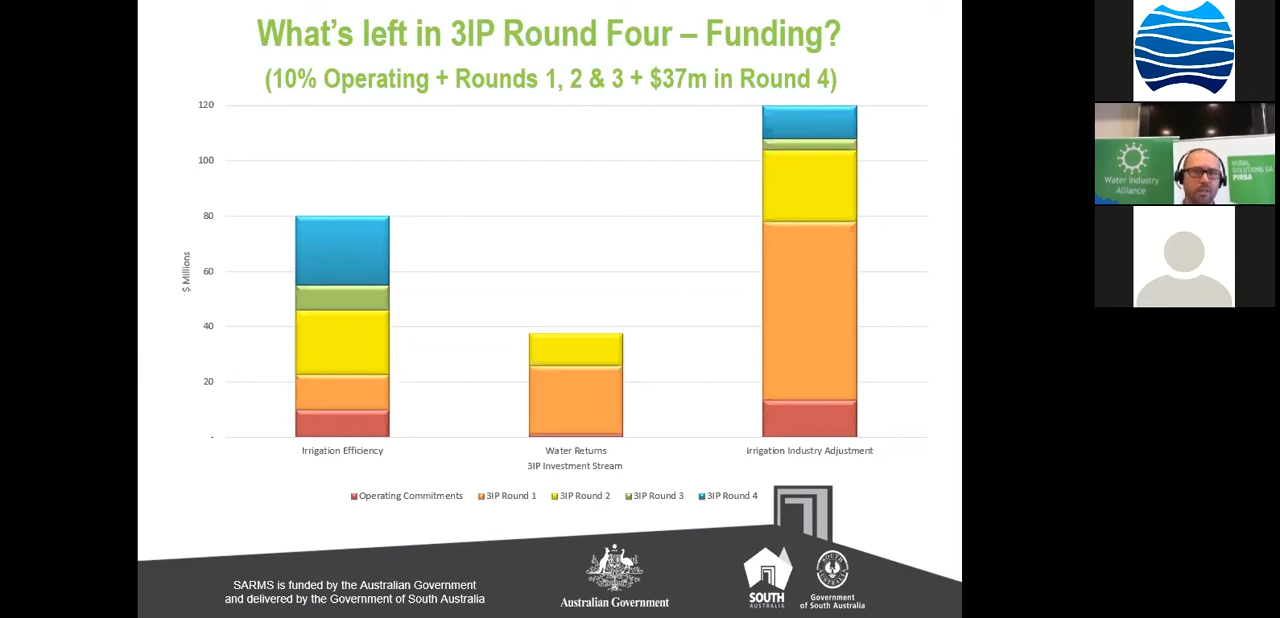 What's left in 3IP Round Four – Funding?
(10% Operating + Rounds 1, 2 & 3 + $37m in Round 4)
120
100
80
60
40
20
-
$ Millions
Irrigation Efficiency
Water Returns
Irrigation Industry Adjustment
3IP Investment Stream
Operating Commitments
3IP Round 1
3IP Round 2
3IP Round 3
3IP Round 4
SARMS is funded by the Australian Government
and delivered by the Government of South Australia
Australian Government
SOUTH
AUSTRALIA
SOUTH
Government
of South Australia
Water Industry
Alliance
SOLUTIONS SA
PIRSA